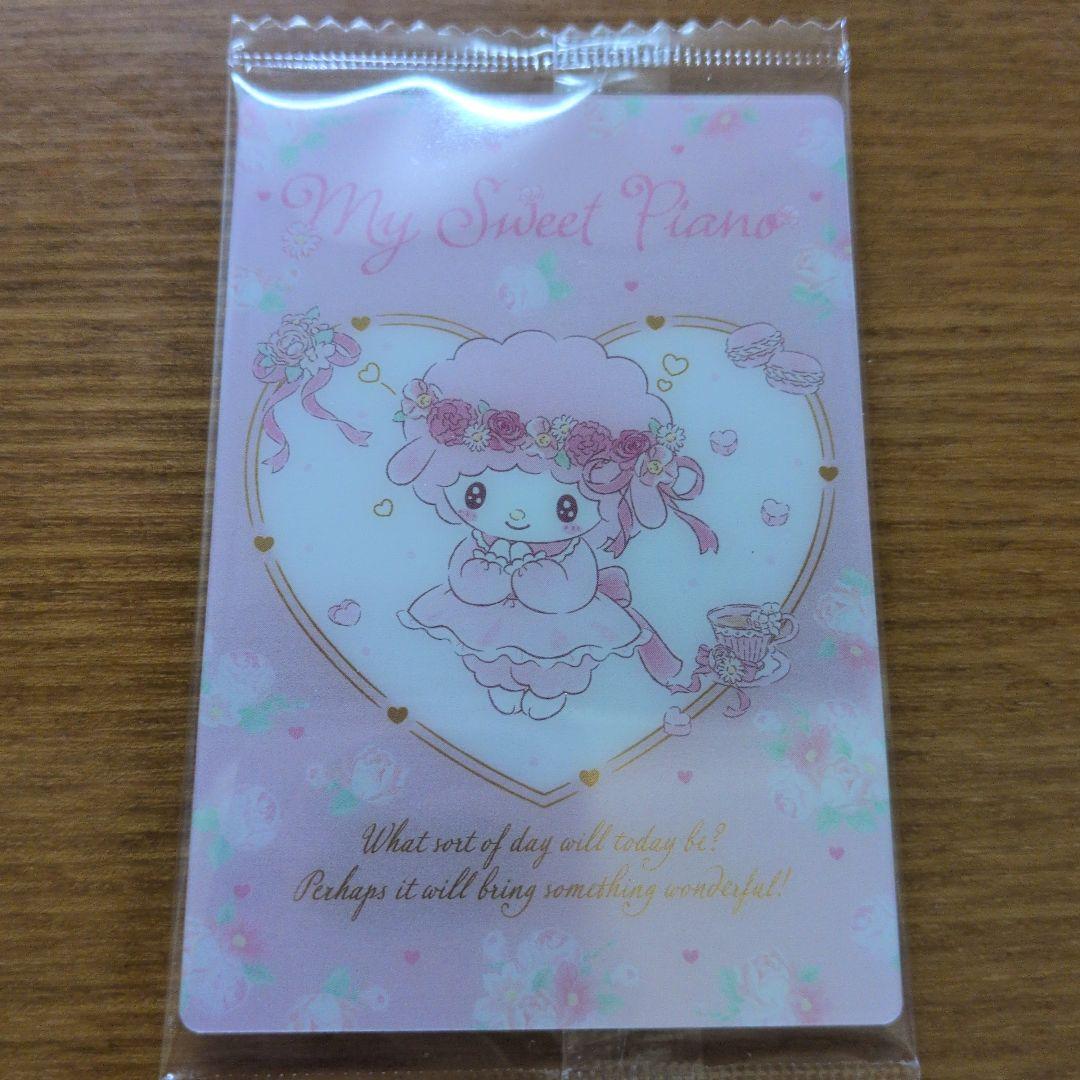 My Sweet Piano
What sort of day will today be?
Perhaps it will bring something wonderful!